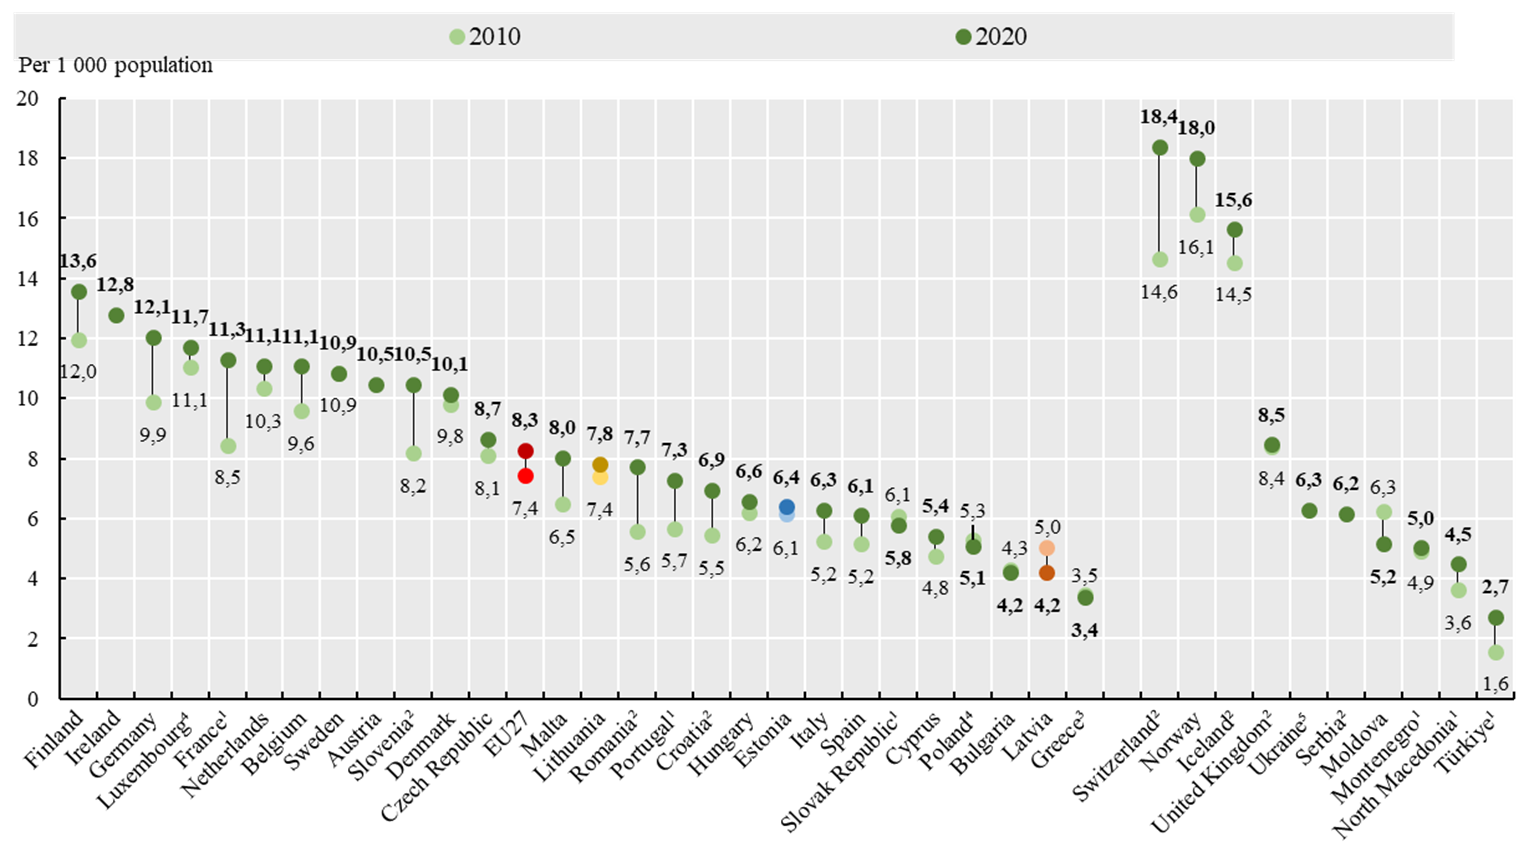 2010 2020
Per 1 000 population
20
18
16
14
12
10
8
6
4
2
0
13,6
12,0
12,8
12,1
9,9
11,7
11,1
11,3
8,5
11,1
10,3
11,1
9,6
10,9
10,9
10,5
10,5
8,2
10,1
9,8
8,7
8,1
8,3
7,4
8,0
6,5
7,8
7,4
7,7
5,6
7,3
5,7
6,9
5,5
6,6
6,2
6,4
6,1
6,3
5,2
6,1
5,2
6,1
5,8
5,4
4,8
5,3
5,1
4,3
4,2
5,0
4,2
3,5
3,4
18,4
14,6
18,0
16,1
15,6
14,5
8,5
8,4
6,3
6,2
6,3
5,2
5,0
4,9
4,5
3,6
2,7
1,6
Finland
Ireland
Germany
Luxembourg⁴
France¹
Netherlands
Belgium
Sweden
Austria
Slovenia²
Denmark
Czech Republic
EU27
Malta
Lithuania
Romania²
Portugal¹
Croatia²
Hungary
Estonia
Italy
Spain
Slovak Republic¹
Cyprus
Poland⁴
Bulgaria
Latvia
Greece³
Switzerland²
Norway
Iceland²
United Kingdom²
Ukraine⁵
Serbia²
Moldova
Montenegro¹
North Macedonia¹
Türkiye¹